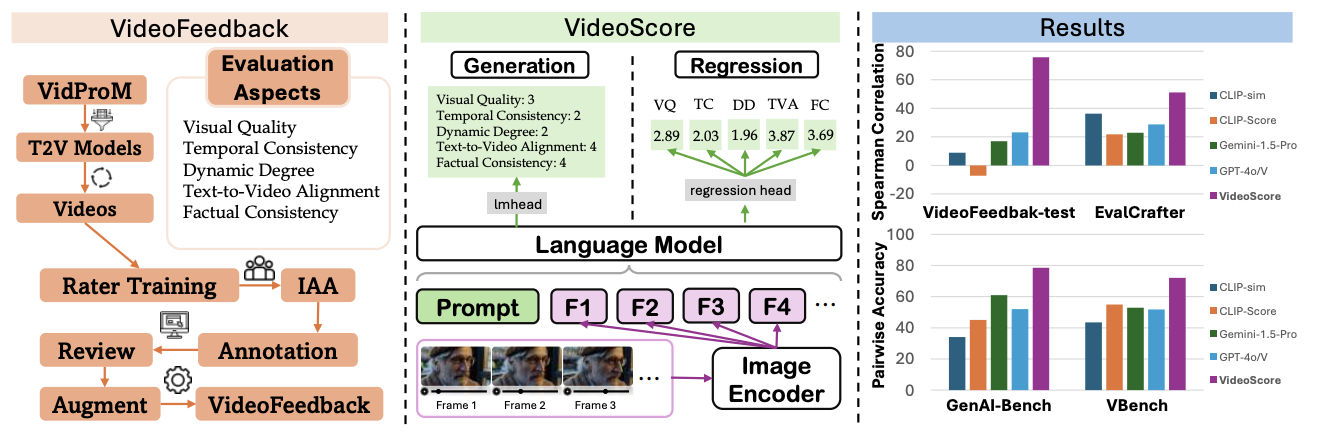 VideoFeedback
VidProM
T2V Models
Videos
Evaluation
Aspects
Visual Quality
Temporal Consistency
Dynamic Degree
Text-to-Video Alignment
Factual Consistency
Rater Training
IAA
Review
Annotation
Augment
VideoFeedback
VideoScore
Generation
Visual Quality: 3
Temporal Consistency: 2
Dynamic Degree: 2
Text-to-Video Alignment: 4
Factual Consistency: 4
lmhead
Regression
VQ TC DD TVA FC
2.89 2.03 1.96 3.87 3.69
regression head
Language Model
Prompt F1 F2 F3 F4 ...
Frame 1 Frame 2 Frame 3 ...
Image
Encoder
Results
Spearman Correlation
80
60
40
20
0
-20
VideoFeedbak-test EvalCrafter
CLIP-sim
CLIP-Score
Gemini-1.5-Pro
GPT-4o/V
VideoScore
Pairwise Accuracy
100
80
60
40
20
0
GenAI-Bench VBench
CLIP-sim
CLIP-Score
Gemini-1.5-Pro
GPT-4o/V
VideoScore